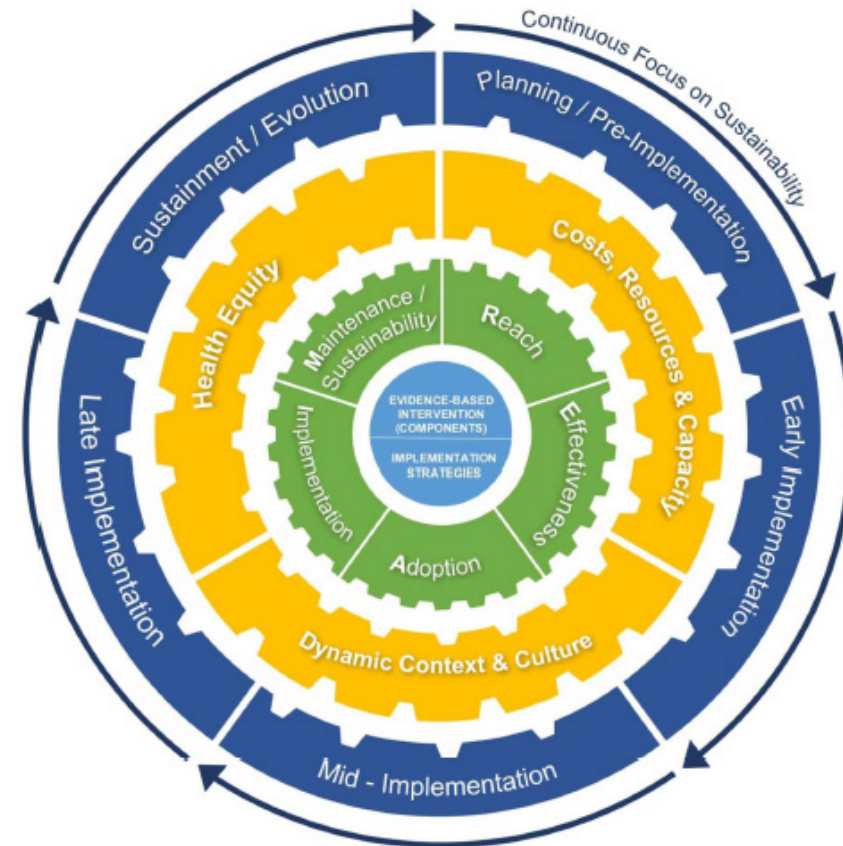 Continuous Focus on Sustainability
Planning / Pre-Implementation
Early Implementation
Mid - Implementation
Late Implementation
Sustainment / Evolution
Costs, Resources & Capacity
Dynamic Context & Culture
Health Equity
Reach
Effectiveness
Adoption
Implementation
Maintenance /
Sustainability
EVIDENCE-BASED
INTERVENTION
(COMPONENTS)
IMPLEMENTATION
STRATEGIES